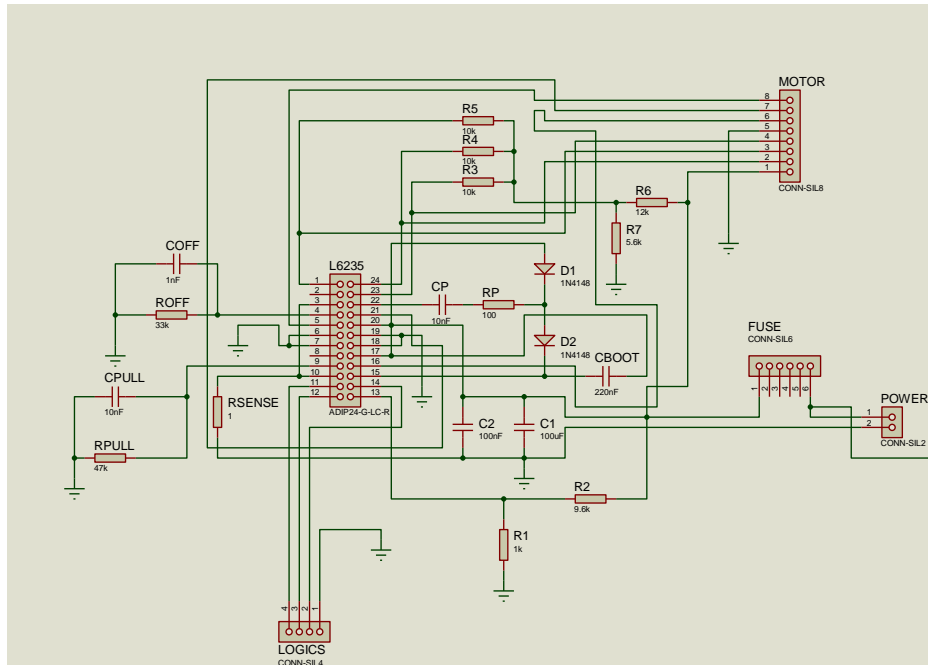 MOTOR
8
7
6
5
4
3
2
1
CONN-SIL8
R5
10k
R4
10k
R3
10k
R6
12k
R7
5.6k
COFF
1nF
ROFF
33k
L6235
1 24
2 23
3 22
4 21
5 20
6 19
7 18
8 17
9 16
10 15
11 14
12 13
ADIP24-G-LC-R
CP
10nF
RP
100
D1
1N4148
D2
1N4148
CBOOT
220nF
FUSE
CONN-SIL6
1 2 3 4 5 6
POWER
1
2
CONN-SIL2
CPULL
10nF
RSENSE
1
RPULL
47k
C2
100nF
C1
100uF
R2
9.6k
R1
1k
4 3 2 1
LOGICS
CONN-SIL4